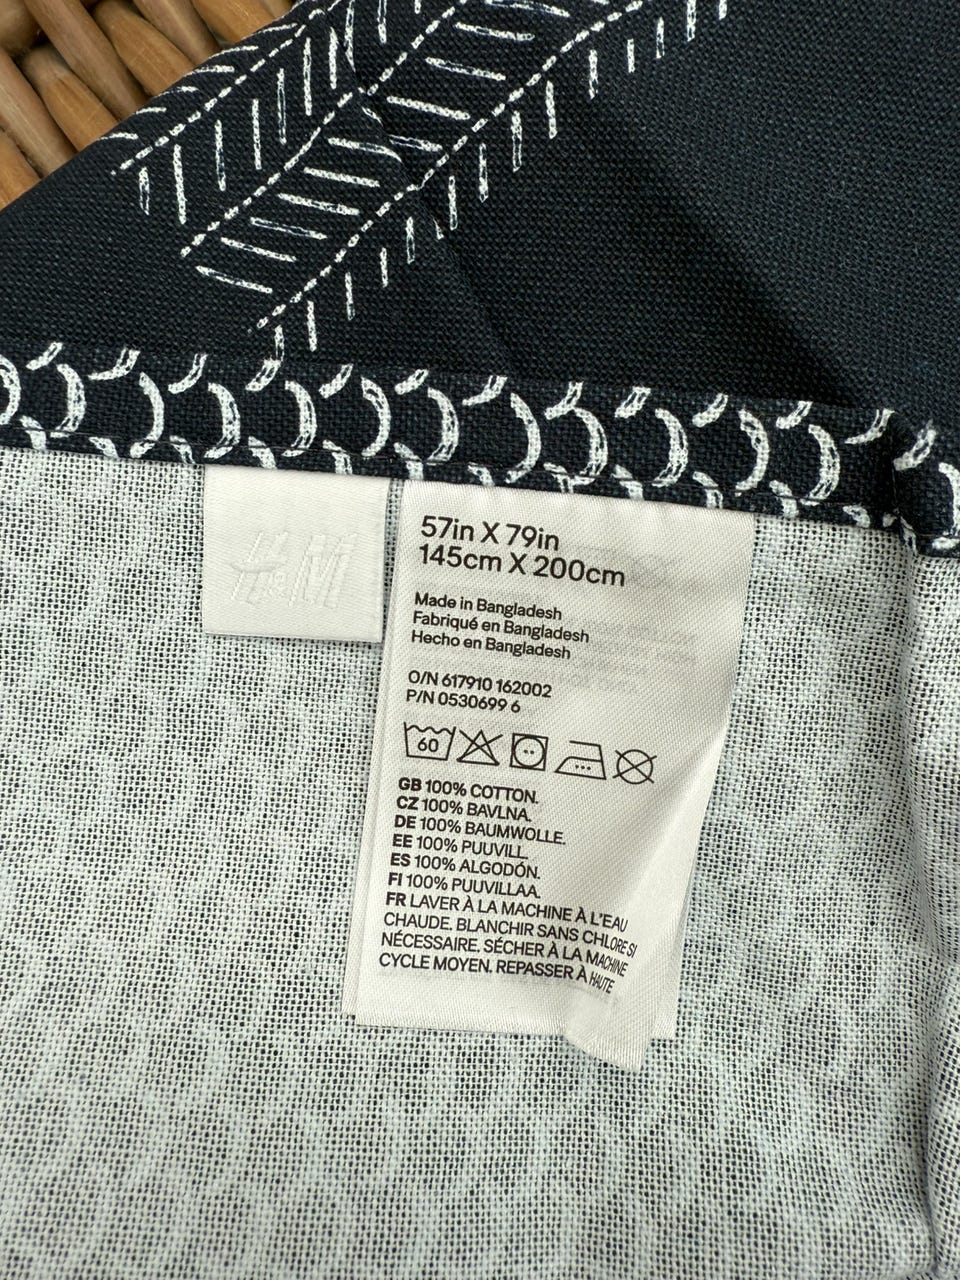 H&M
57in X 79in
145cm X 200cm
Made in Bangladesh
Fabriqué en Bangladesh
Hecho en Bangladesh
O/N 617910 162002
P/N 0530699 6
60
GB 100% COTTON.
CZ 100% BAVLNA.
DE 100% BAUMWOLLE.
EE 100% PUUVILL.
ES 100% ALGODÓN.
FI 100% PUUVILLAA.
FR LAVER À LA MACHINE À L'EAU
CHAUDE. BLANCHIR SANS CHLORE SI
NÉCESSAIRE. SÉCHER À LA MACHINE
CYCLE MOYEN. REPASSER À HAUTE